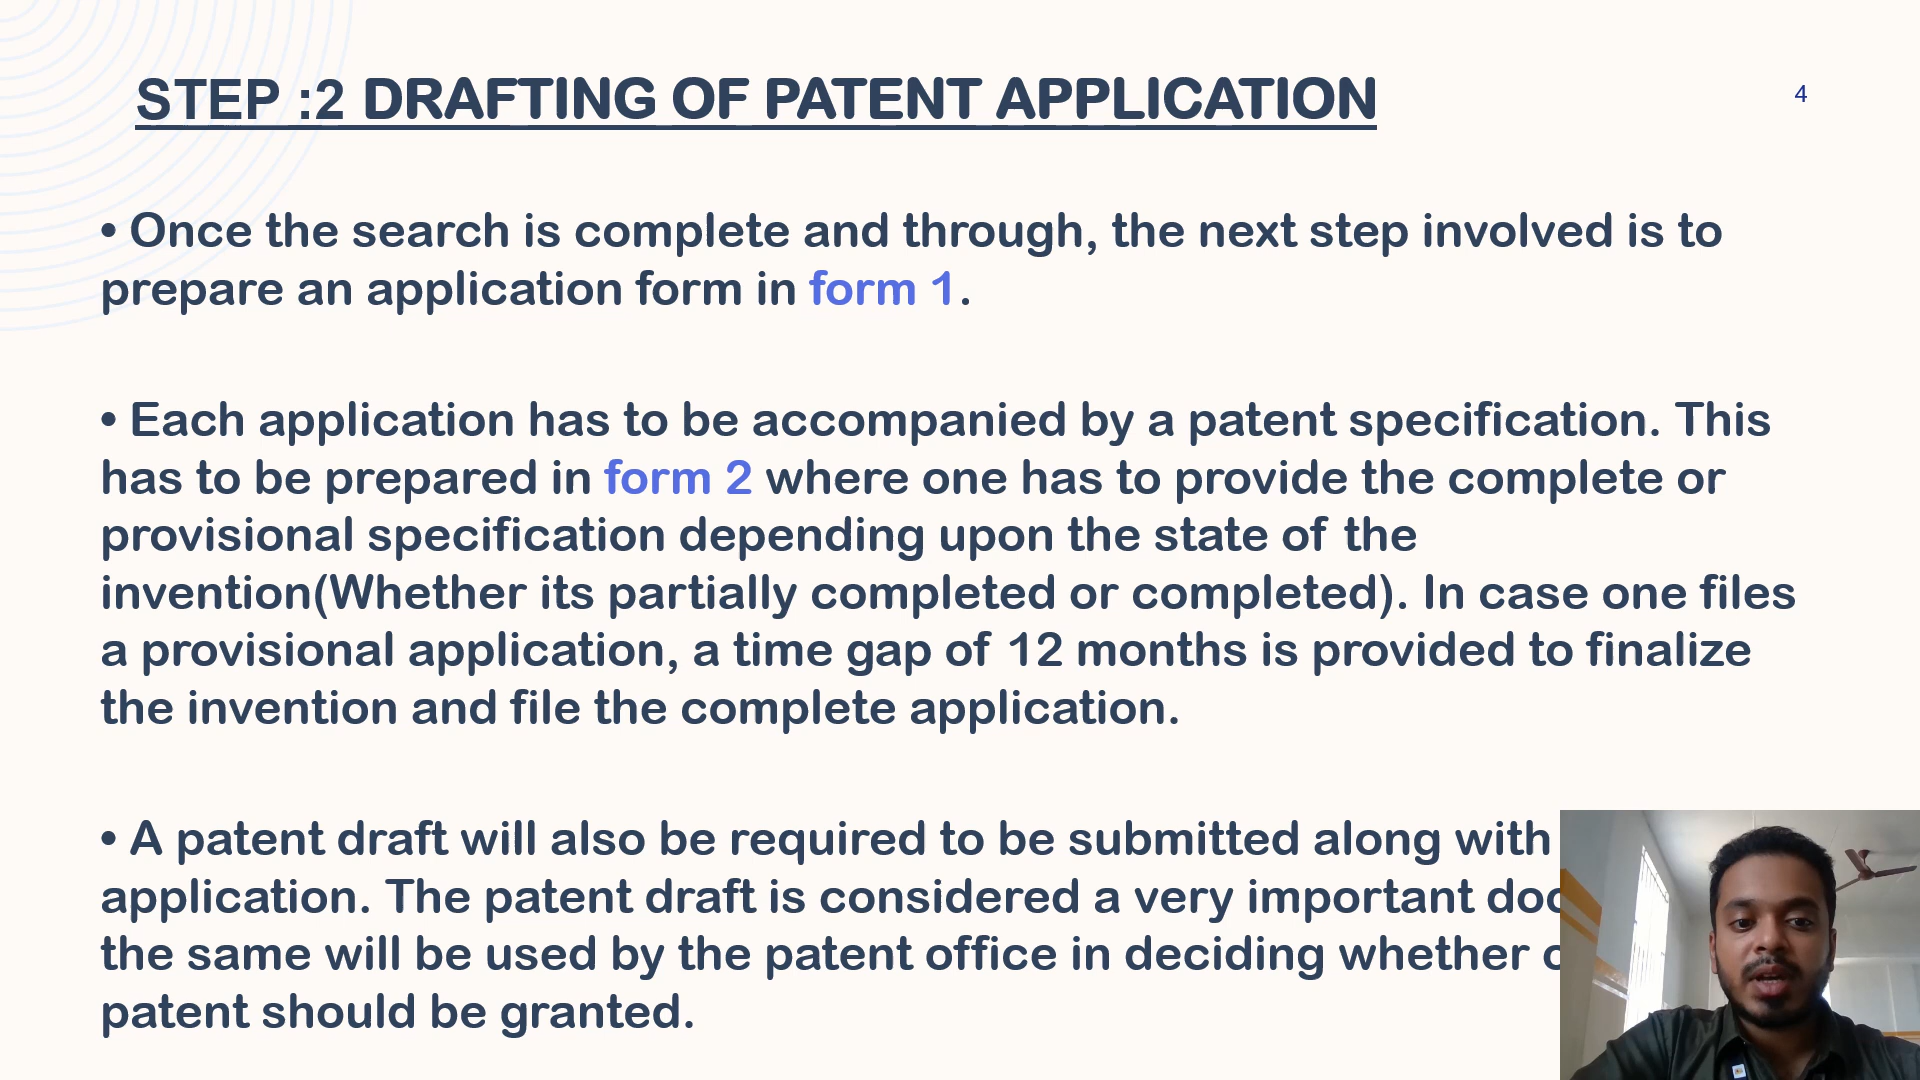 STEP :2 DRAFTING OF PATENT APPLICATION
4
• Once the search is complete and through, the next step involved is to
prepare an application form in form 1.
• Each application has to be accompanied by a patent specification. This
has to be prepared in form 2 where one has to provide the complete or
provisional specification depending upon the state of the
invention(Whether its partially completed or completed). In case one files
a provisional application, a time gap of 12 months is provided to finalize
the invention and file the complete application.
• A patent draft will also be required to be submitted along with
application. The patent draft is considered a very important
the same will be used by the patent office in deciding whether
patent should be granted.